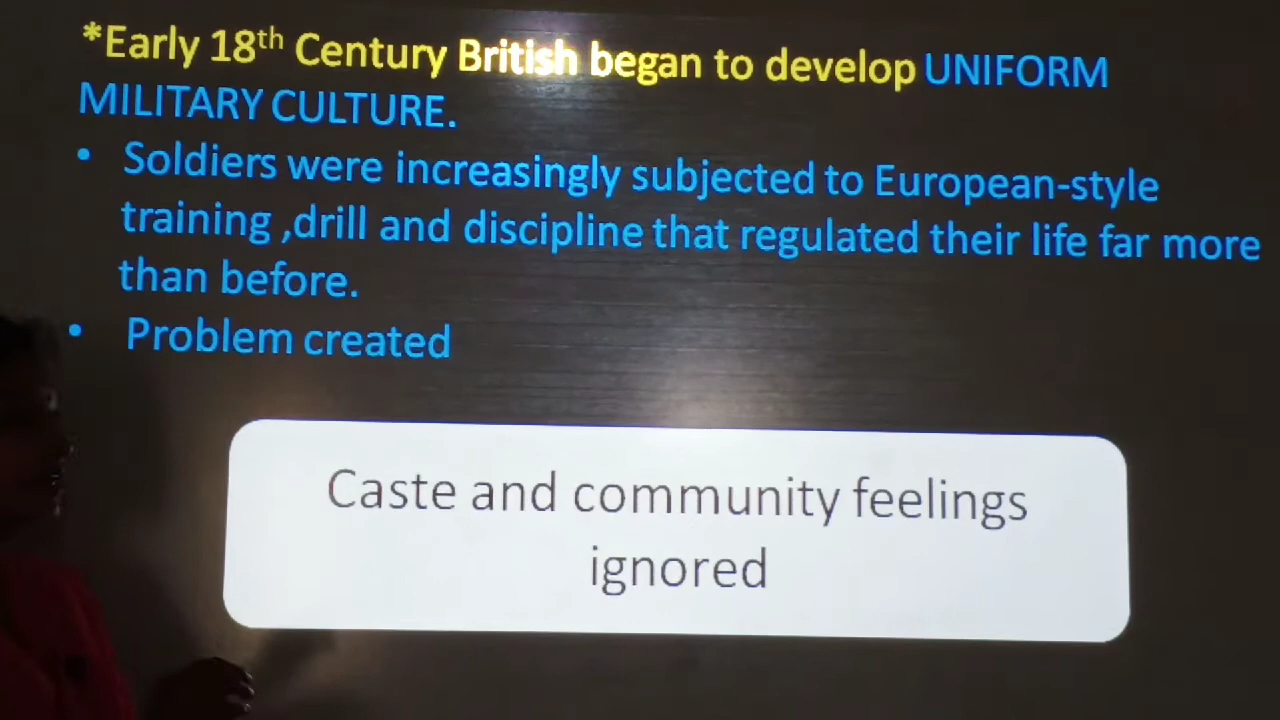 *Early 18th Century British began to develop UNIFORM
MILITARY CULTURE.
• Soldiers were increasingly subjected to European-style
training ,drill and discipline that regulated their life far more
than before.
• Problem created
Caste and community feelings
ignored